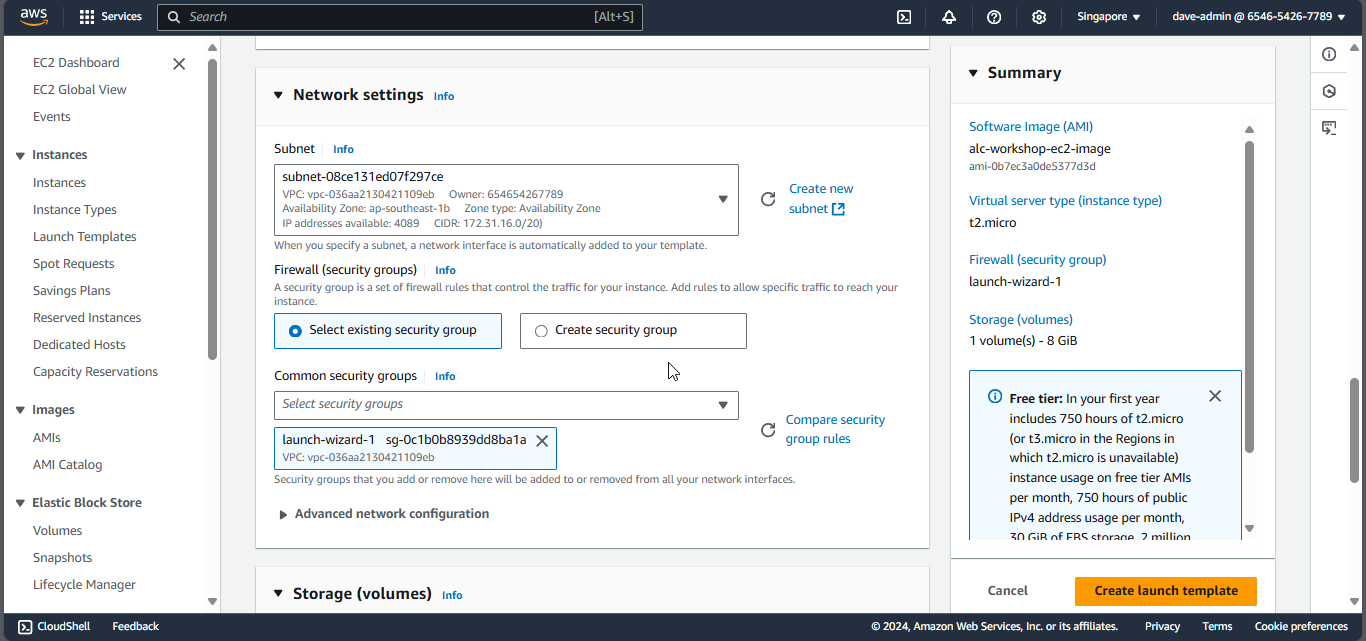 aws
Services
Search
[Alt+S]
Singapore
dave-admin @ 6546-5426-7789
EC2 Dashboard
EC2 Global View
Events
Instances
Instances
Instance Types
Launch Templates
Spot Requests
Savings Plans
Reserved Instances
Dedicated Hosts
Capacity Reservations
Images
AMIs
AMI Catalog
Elastic Block Store
Volumes
Snapshots
Lifecycle Manager
Network settings Info
Subnet Info
subnet-08ce131ed07f297ce
VPC: vpc-036aa2130421109eb Owner: 654654267789
Availability Zone: ap-southeast-1b Zone type: Availability Zone
IP addresses available: 4089 CIDR: 172.31.16.0/20)
Create new
subnet
When you specify a subnet, a network interface is automatically added to your template.
Firewall (security groups) Info
A security group is a set of firewall rules that control the traffic for your instance. Add rules to allow specific traffic to reach your
instance.
Select existing security group
Create security group
Common security groups Info
Select security groups
launch-wizard-1 sg-0c1b0b8939dd8ba1a
VPC: vpc-036aa2130421109eb
Compare security
group rules
Security groups that you add or remove here will be added to or removed from all your network interfaces.
Advanced network configuration
Storage (volumes) Info
Summary
Software Image (AMI)
alc-workshop-ec2-image
ami-0b7ec3a0de5377d3d
Virtual server type (instance type)
t2.micro
Firewall (security group)
launch-wizard-1
Storage (volumes)
1 volume(s) - 8 GiB
Free tier: In your first year
includes 750 hours of t2.micro
(or t3.micro in the Regions in
which t2.micro is unavailable)
instance usage on free tier AMIs
per month, 750 hours of public
IPv4 address usage per month,
30 GiB of EBS storage, 2 million
Cancel
Create launch template
CloudShell
Feedback
© 2024, Amazon Web Services, Inc. or its affiliates.
Privacy
Terms
Cookie preferences